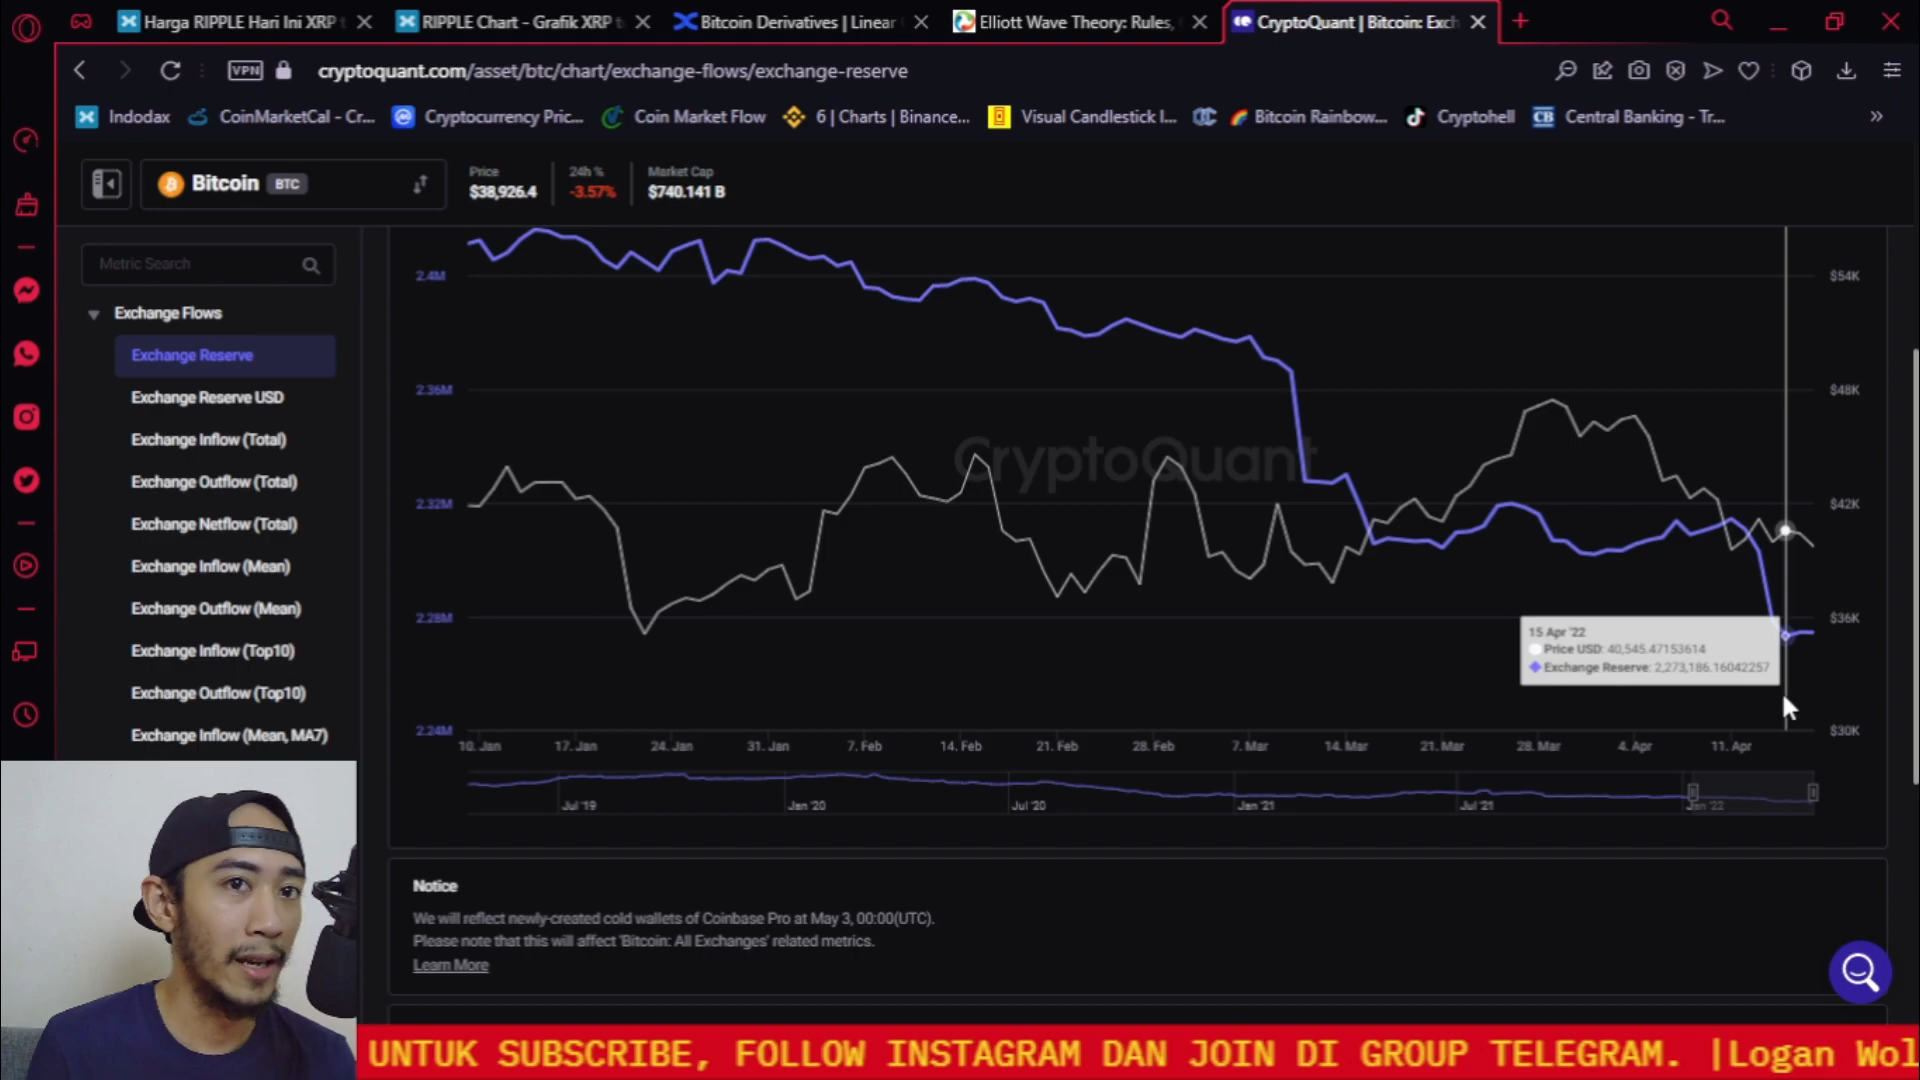 Harga RIPPLE Hari Ini XRP t
RIPPLE Chart - Grafik XRP t
Bitcoin Derivatives | Linear
Elliott Wave Theory: Rules,
CryptoQuant | Bitcoin: Exch
VPN
cryptoquant.com/asset/btc/chart/exchange-flows/exchange-reserve
Indodax
CoinMarketCal - Cr...
Cryptocurrency Pric...
Coin Market Flow
6 | Charts | Binance...
Visual Candlestick I...
Bitcoin Rainbow...
Cryptohell
CB Central Banking - Tr...
Bitcoin BTC
Price
$38,926.4
24h %
-3.57%
Market Cap
$740.141 B
Metric Search
Exchange Flows
Exchange Reserve
Exchange Reserve USD
Exchange Inflow (Total)
Exchange Outflow (Total)
Exchange Netflow (Total)
Exchange Inflow (Mean)
Exchange Outflow (Mean)
Exchange Inflow (Top10)
Exchange Outflow (Top10)
Exchange Inflow (Mean, MA7)
2.4M
2.36M
2.32M
2.28M
2.24M
CryptoQuant
$54K
$48K
$42K
$36K
$30K
15 Apr '22
Price USD: 40,545.47153614
Exchange Reserve: 2,273,186.16042257
10. Jan 17. Jan 24. Jan 31. Jan 7. Feb 14. Feb 21. Feb 28. Feb 7. Mar 14. Mar 21. Mar 28. Mar 4. Apr 11. Apr
Jul '19 Jan '20 Jul '20 Jan '21 Jul '21 Jan '22
Notice
We will reflect newly-created cold wallets of Coinbase Pro at May 3, 00:00(UTC).
Please note that this will affect 'Bitcoin: All Exchanges' related metrics.
Learn More
UNTUK SUBSCRIBE, FOLLOW INSTAGRAM DAN JOIN DI GROUP TELEGRAM. |Logan Wol